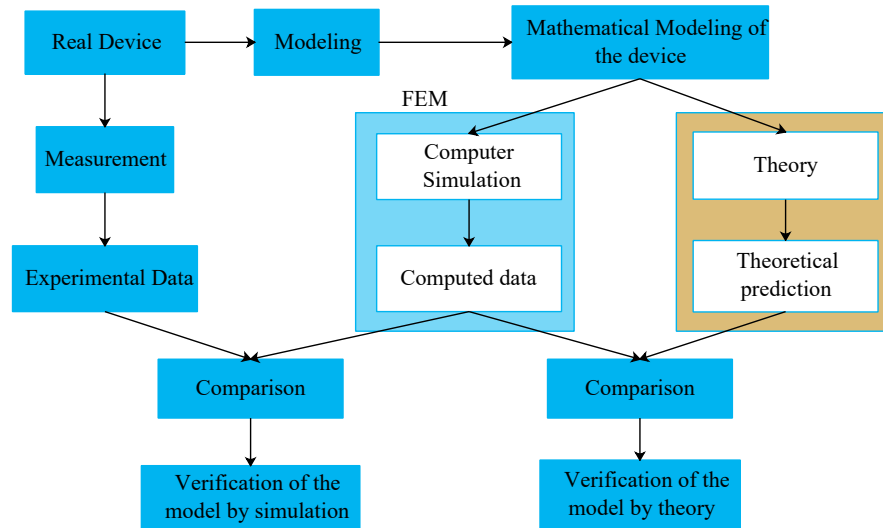 Real Device
Modeling
Mathematical Modeling of
the device
FEM
Measurement
Computer
Simulation
Theory
Experimental Data
Computed data
Theoretical
prediction
Comparison
Comparison
Verification of the
model by simulation
Verification of the
model by theory